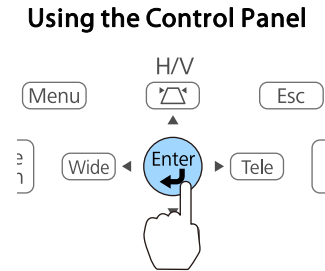 Using the Control Panel
H/V
Menu
Esc
Wide
Enter
Tele